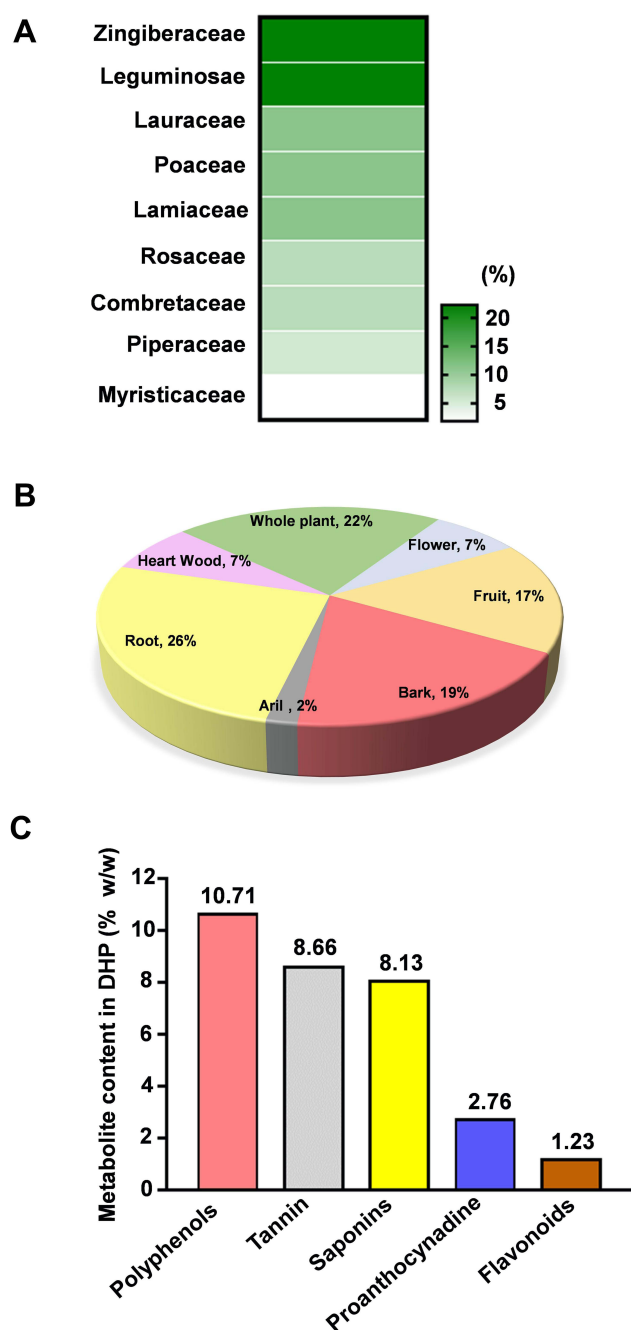 A
Zingiberaceae
Leguminosae
Lauraceae
Poaceae
Lamiaceae
Rosaceae
Combretaceae
Piperaceae
Myristicaceae
(%)
20
15
10
5
B
Whole plant, 22%
Flower, 7%
Heart Wood, 7%
Fruit, 17%
Root, 26%
Bark, 19%
Aril , 2%
C
Metabolite content in DHP (% w/w)
12
10
8
6
4
2
0
10.71
8.66
8.13
2.76
1.23
Polyphenols
Tannin
Saponins
Proanthocynadine
Flavonoids